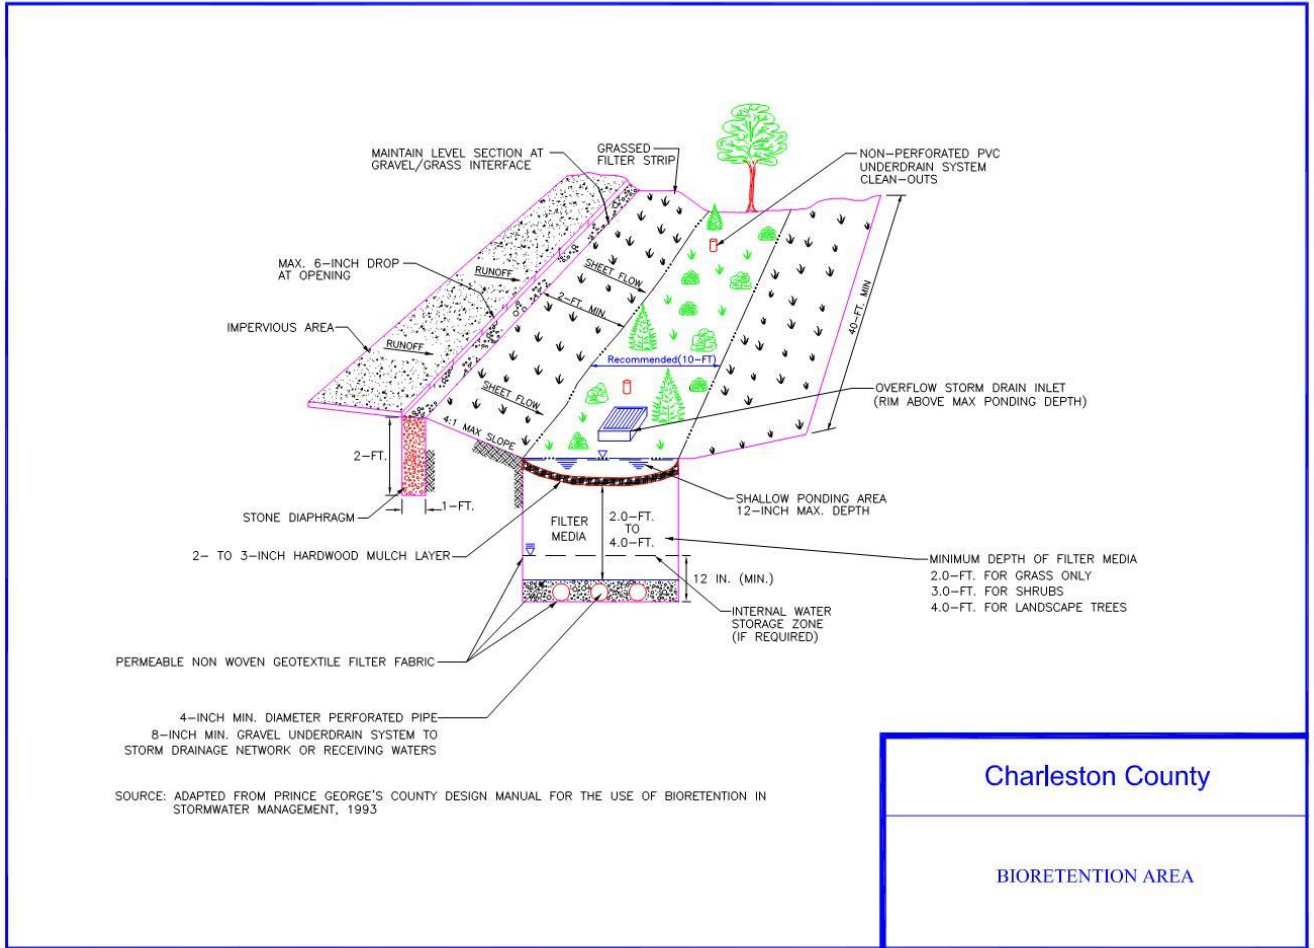 MAINTAIN LEVEL SECTION AT
GRAVEL/GRASS INTERFACE
GRASSED
FILTER STRIP
NON-PERFORATED PVC
UNDERDRAIN SYSTEM
CLEAN-OUTS
MAX. 6-INCH DROP
AT OPENING
RUNOFF
SHEET FLOW
2-FT. MIN.
40-FT. MIN
IMPERVIOUS AREA
RUNOFF
Recommended(10-FT)
SHEET FLOW
4:1 MAX SLOPE
OVERFLOW STORM DRAIN INLET
(RIM ABOVE MAX PONDING DEPTH)
2-FT.
1-FT.
STONE DIAPHRAGM
SHALLOW PONDING AREA
12-INCH MAX. DEPTH
FILTER
MEDIA
2.0-FT.
TO
4.0-FT.
2- TO 3-INCH HARDWOOD MULCH LAYER
MINIMUM DEPTH OF FILTER MEDIA
2.0-FT. FOR GRASS ONLY
3.0-FT. FOR SHRUBS
4.0-FT. FOR LANDSCAPE TREES
12 IN. (MIN.)
INTERNAL WATER
STORAGE ZONE
(IF REQUIRED)
PERMEABLE NON WOVEN GEOTEXTILE FILTER FABRIC
4-INCH MIN. DIAMETER PERFORATED PIPE
8-INCH MIN. GRAVEL UNDERDRAIN SYSTEM TO
STORM DRAINAGE NETWORK OR RECEIVING WATERS
SOURCE: ADAPTED FROM PRINCE GEORGE'S COUNTY DESIGN MANUAL FOR THE USE OF BIORETENTION IN
STORMWATER MANAGEMENT, 1993
Charleston County
BIORETENTION AREA